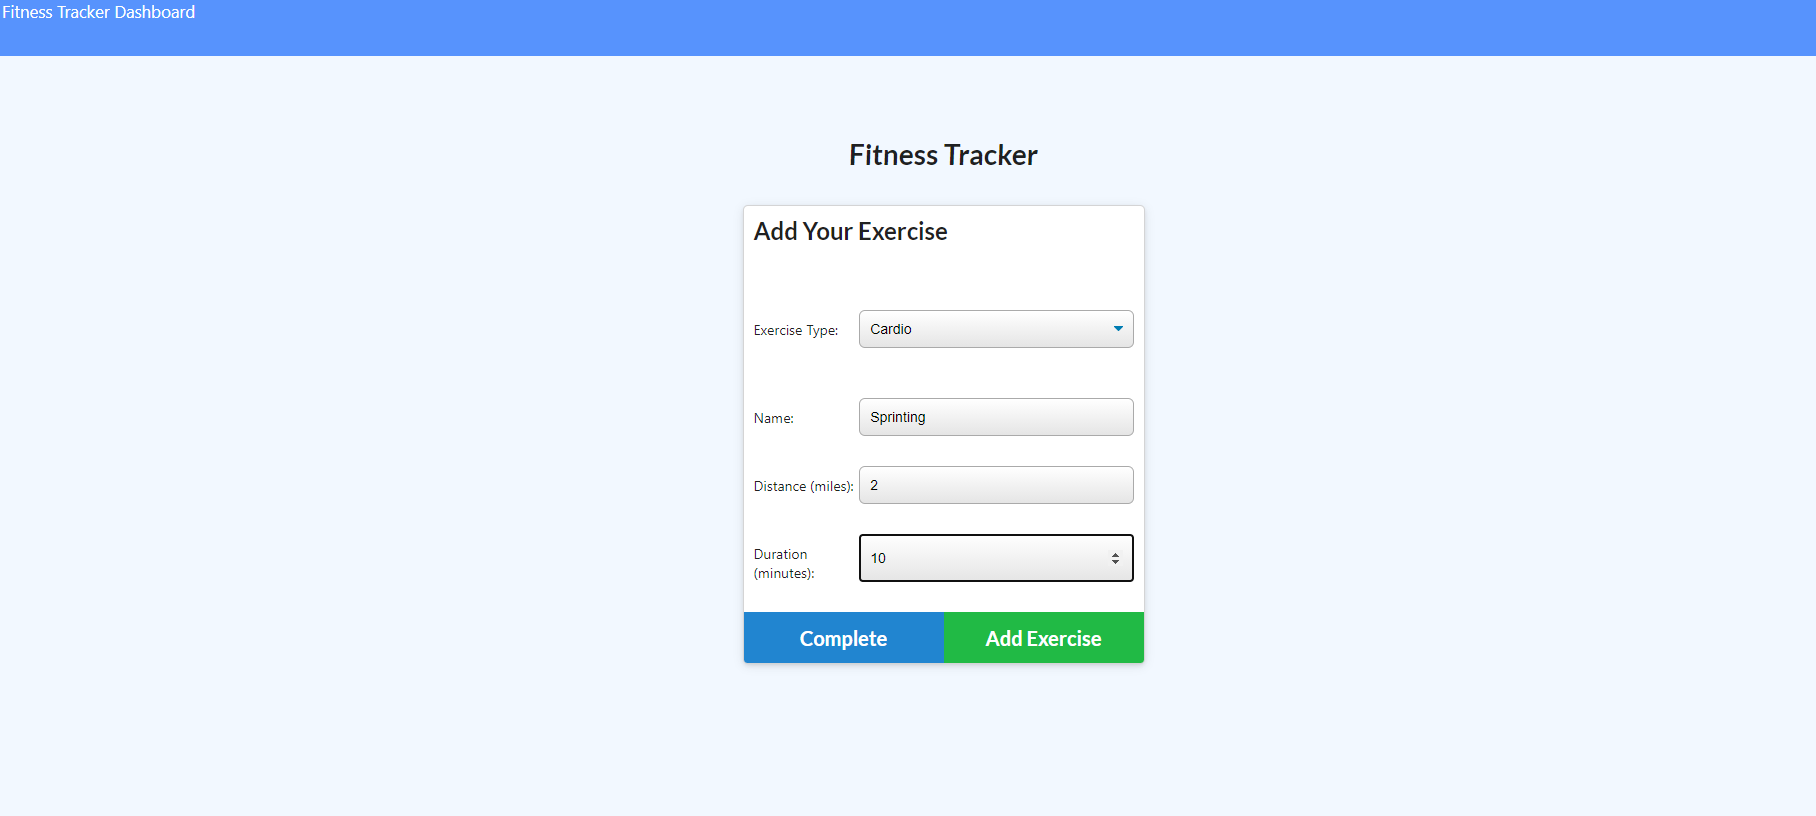 Fitness Tracker Dashboard
Fitness Tracker
Add Your Exercise
Exercise Type: Cardio
Name: Sprinting
Distance (miles): 2
Duration
(minutes): 10
Complete Add Exercise